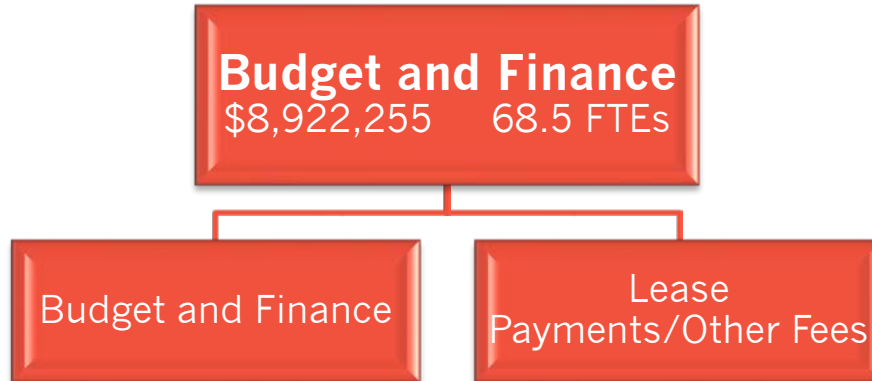 Budget and Finance
$8,922,255 68.5 FTEs
Budget and Finance
Lease
Payments/Other Fees